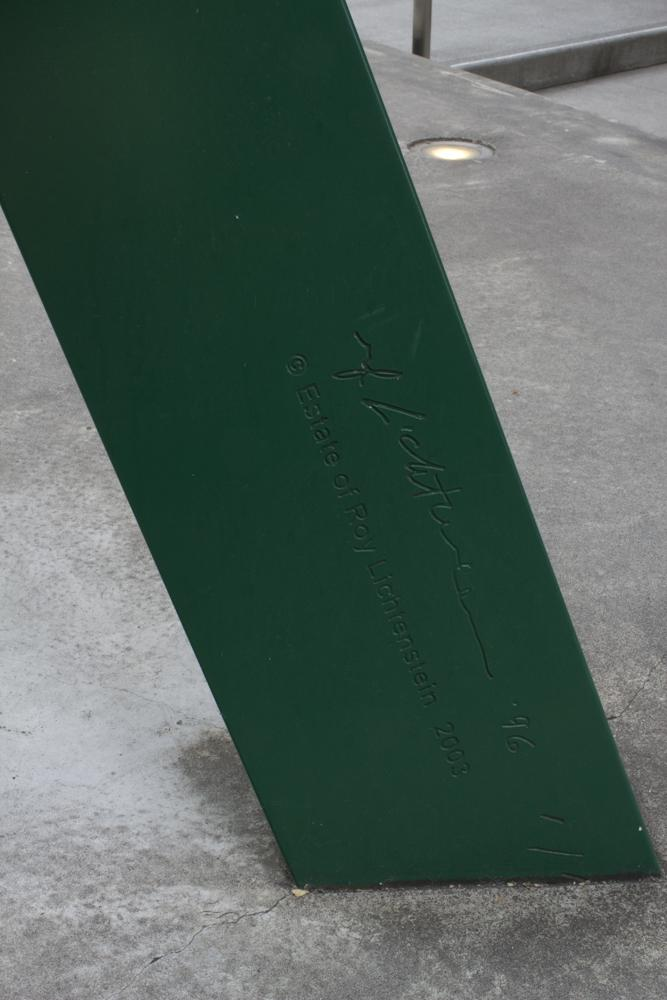 rf Lichtenstein '96
© Estate of Roy Lichtenstein 2003